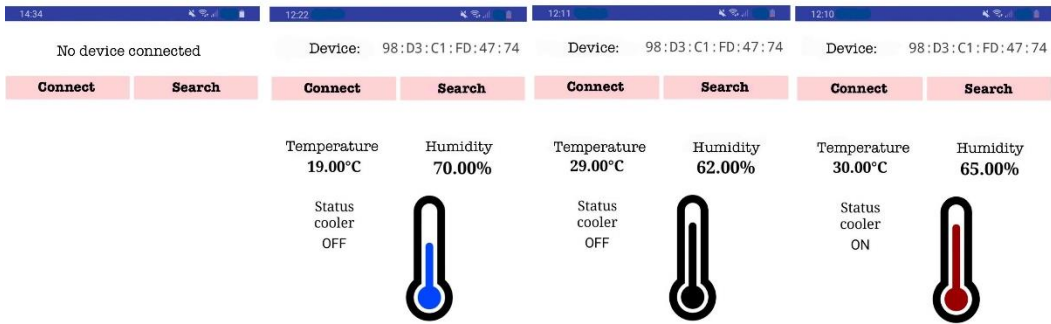 14:34
No device connected
Connect Search
12:22
Device: 98:D3:C1:FD:47:74
Connect Search
Temperature Humidity
19.00°C 70.00%
Status
cooler
OFF
12:11
Device: 98:D3:C1:FD:47:74
Connect Search
Temperature Humidity
29.00°C 62.00%
Status
cooler
OFF
12:10
Device: 98:D3:C1:FD:47:74
Connect Search
Temperature Humidity
30.00°C 65.00%
Status
cooler
ON